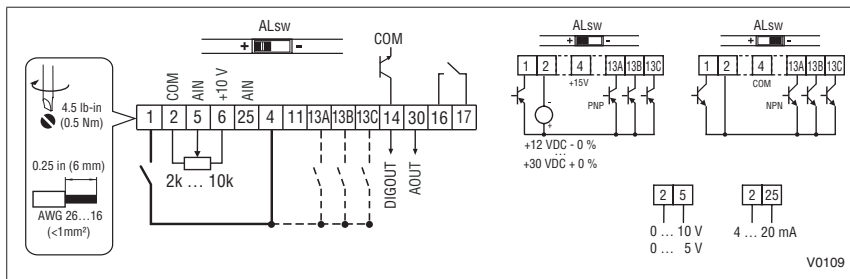 ALsw
+ -
4.5 lb-in
(0.5 Nm)
0.25 in (6 mm)
AWG 26…16
(<1mm²)
COM
AIN
+10 V
AIN
COM
1 2 5 6 25 4 11 13A 13B 13C 14 30 16 17
2k … 10k
DIGOUT
AOUT
ALsw
+ -
1 2 4 13A 13B 13C
+15V
PNP
-
+
+12 VDC - 0 %
…
+30 VDC + 0 %
ALsw
+ -
1 2 4 13A 13B 13C
COM
NPN
2 5
0 … 10 V
0 … 5 V
2 25
4 … 20 mA
V0109